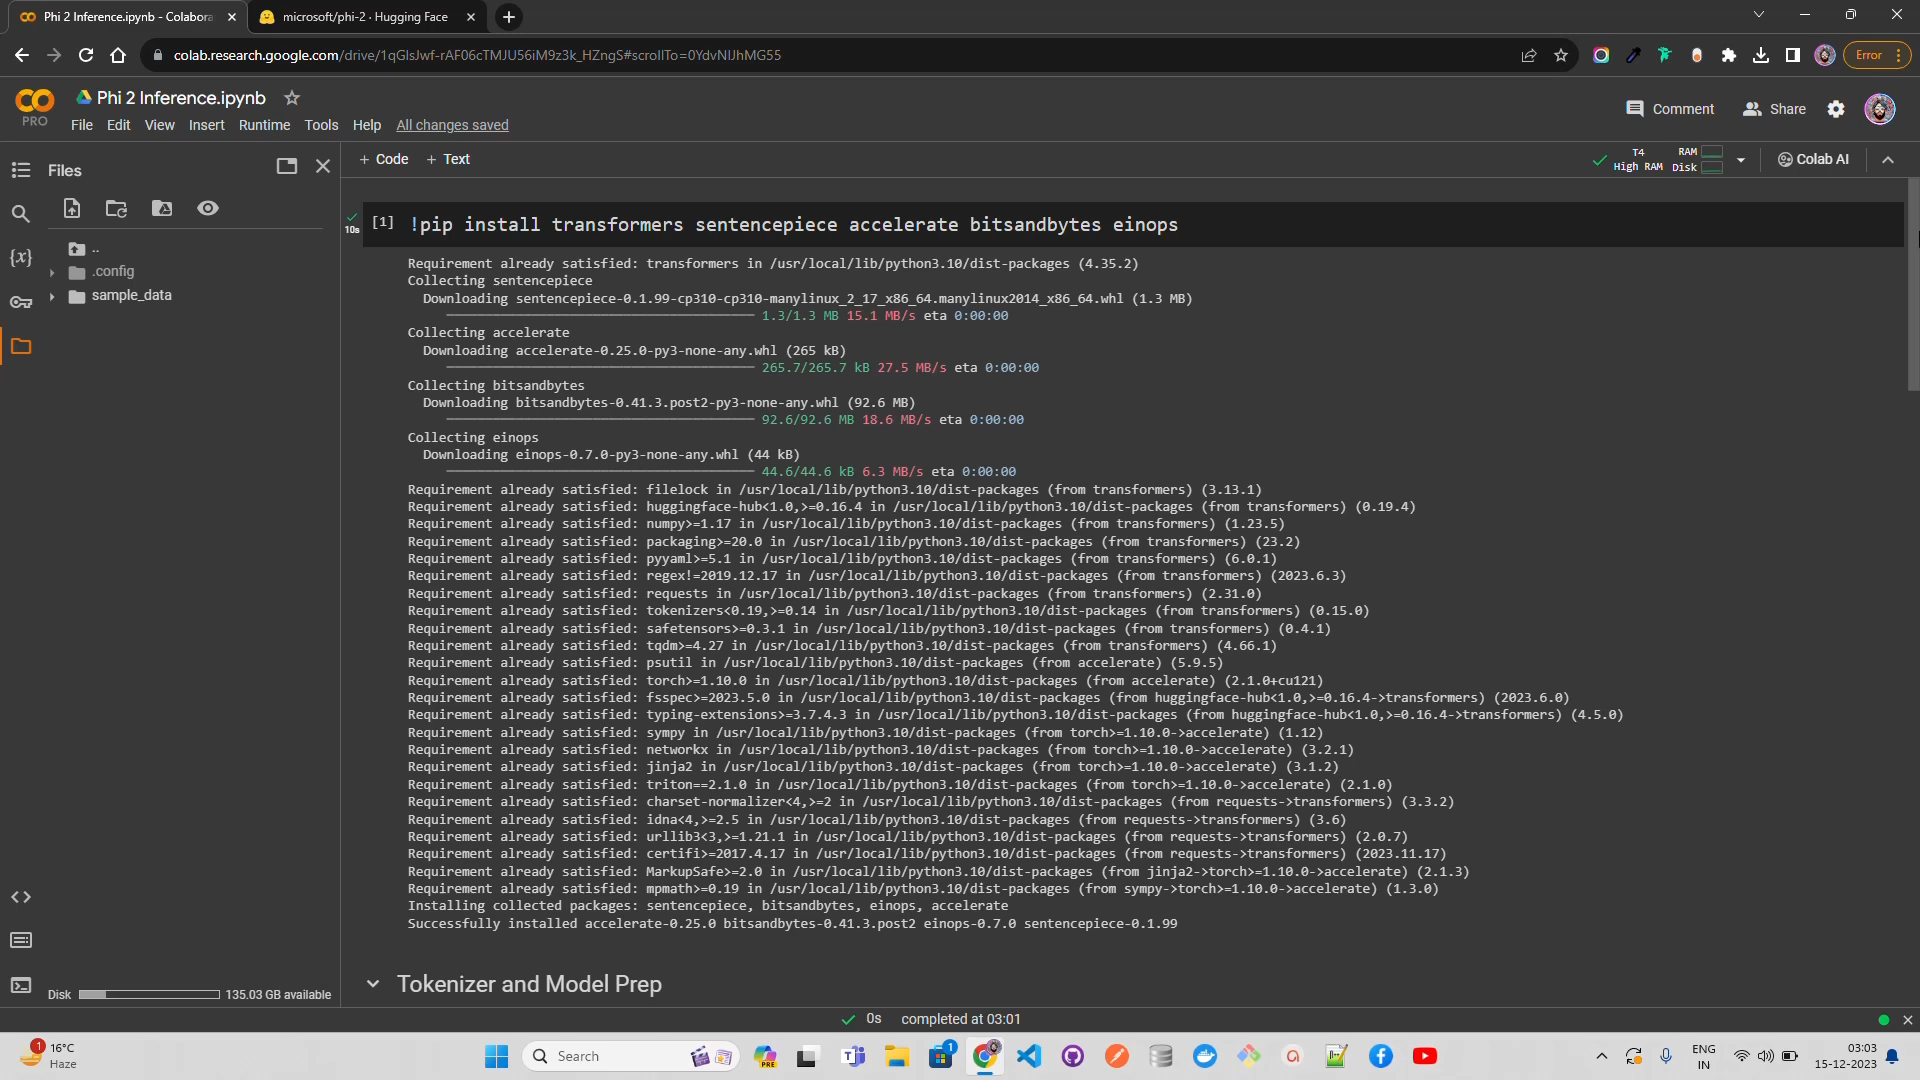 Phi 2 Inference.ipynb - Colabora
microsoft/phi-2 · Hugging Face
colab.research.google.com/drive/1qGlsJwf-rAF06cTMJU56iM9z3k_HZngS#scrollTo=0YdvNIJhMG55
Error
PRO
Phi 2 Inference.ipynb
File Edit View Insert Runtime Tools Help All changes saved
Comment
Share
Files
+ Code + Text
T4 RAM
High RAM Disk
Colab AI
..
.config
sample_data
10s
[1] !pip install transformers sentencepiece accelerate bitsandbytes einops
Requirement already satisfied: transformers in /usr/local/lib/python3.10/dist-packages (4.35.2)
Collecting sentencepiece
Downloading sentencepiece-0.1.99-cp310-cp310-manylinux_2_17_x86_64.manylinux2014_x86_64.whl (1.3 MB)
1.3/1.3 MB 15.1 MB/s eta 0:00:00
Collecting accelerate
Downloading accelerate-0.25.0-py3-none-any.whl (265 kB)
265.7/265.7 kB 27.5 MB/s eta 0:00:00
Collecting bitsandbytes
Downloading bitsandbytes-0.41.3.post2-py3-none-any.whl (92.6 MB)
92.6/92.6 MB 18.6 MB/s eta 0:00:00
Collecting einops
Downloading einops-0.7.0-py3-none-any.whl (44 kB)
44.6/44.6 kB 6.3 MB/s eta 0:00:00
Requirement already satisfied: filelock in /usr/local/lib/python3.10/dist-packages (from transformers) (3.13.1)
Requirement already satisfied: huggingface-hub<1.0,>=0.16.4 in /usr/local/lib/python3.10/dist-packages (from transformers) (0.19.4)
Requirement already satisfied: numpy>=1.17 in /usr/local/lib/python3.10/dist-packages (from transformers) (1.23.5)
Requirement already satisfied: packaging>=20.0 in /usr/local/lib/python3.10/dist-packages (from transformers) (23.2)
Requirement already satisfied: pyyaml>=5.1 in /usr/local/lib/python3.10/dist-packages (from transformers) (6.0.1)
Requirement already satisfied: regex!=2019.12.17 in /usr/local/lib/python3.10/dist-packages (from transformers) (2023.6.3)
Requirement already satisfied: requests in /usr/local/lib/python3.10/dist-packages (from transformers) (2.31.0)
Requirement already satisfied: tokenizers<0.19,>=0.14 in /usr/local/lib/python3.10/dist-packages (from transformers) (0.15.0)
Requirement already satisfied: safetensors>=0.3.1 in /usr/local/lib/python3.10/dist-packages (from transformers) (0.4.1)
Requirement already satisfied: tqdm>=4.27 in /usr/local/lib/python3.10/dist-packages (from transformers) (4.66.1)
Requirement already satisfied: psutil in /usr/local/lib/python3.10/dist-packages (from accelerate) (5.9.5)
Requirement already satisfied: torch>=1.10.0 in /usr/local/lib/python3.10/dist-packages (from accelerate) (2.1.0+cu121)
Requirement already satisfied: fsspec>=2023.5.0 in /usr/local/lib/python3.10/dist-packages (from huggingface-hub<1.0,>=0.16.4->transformers) (2023.6.0)
Requirement already satisfied: typing-extensions>=3.7.4.3 in /usr/local/lib/python3.10/dist-packages (from huggingface-hub<1.0,>=0.16.4->transformers) (4.5.0)
Requirement already satisfied: sympy in /usr/local/lib/python3.10/dist-packages (from torch>=1.10.0->accelerate) (1.12)
Requirement already satisfied: networkx in /usr/local/lib/python3.10/dist-packages (from torch>=1.10.0->accelerate) (3.2.1)
Requirement already satisfied: jinja2 in /usr/local/lib/python3.10/dist-packages (from torch>=1.10.0->accelerate) (3.1.2)
Requirement already satisfied: triton==2.1.0 in /usr/local/lib/python3.10/dist-packages (from torch>=1.10.0->accelerate) (2.1.0)
Requirement already satisfied: charset-normalizer<4,>=2 in /usr/local/lib/python3.10/dist-packages (from requests->transformers) (3.3.2)
Requirement already satisfied: idna<4,>=2.5 in /usr/local/lib/python3.10/dist-packages (from requests->transformers) (3.6)
Requirement already satisfied: urllib3<3,>=1.21.1 in /usr/local/lib/python3.10/dist-packages (from requests->transformers) (2.0.7)
Requirement already satisfied: certifi>=2017.4.17 in /usr/local/lib/python3.10/dist-packages (from requests->transformers) (2023.11.17)
Requirement already satisfied: MarkupSafe>=2.0 in /usr/local/lib/python3.10/dist-packages (from jinja2->torch>=1.10.0->accelerate) (2.1.3)
Requirement already satisfied: mpmath>=0.19 in /usr/local/lib/python3.10/dist-packages (from sympy->torch>=1.10.0->accelerate) (1.3.0)
Installing collected packages: sentencepiece, bitsandbytes, einops, accelerate
Successfully installed accelerate-0.25.0 bitsandbytes-0.41.3.post2 einops-0.7.0 sentencepiece-0.1.99
Tokenizer and Model Prep
Disk 135.03 GB available
0s completed at 03:01
1
16°C
Haze
Search
PRE
1
ENG
IN
03:03
15-12-2023